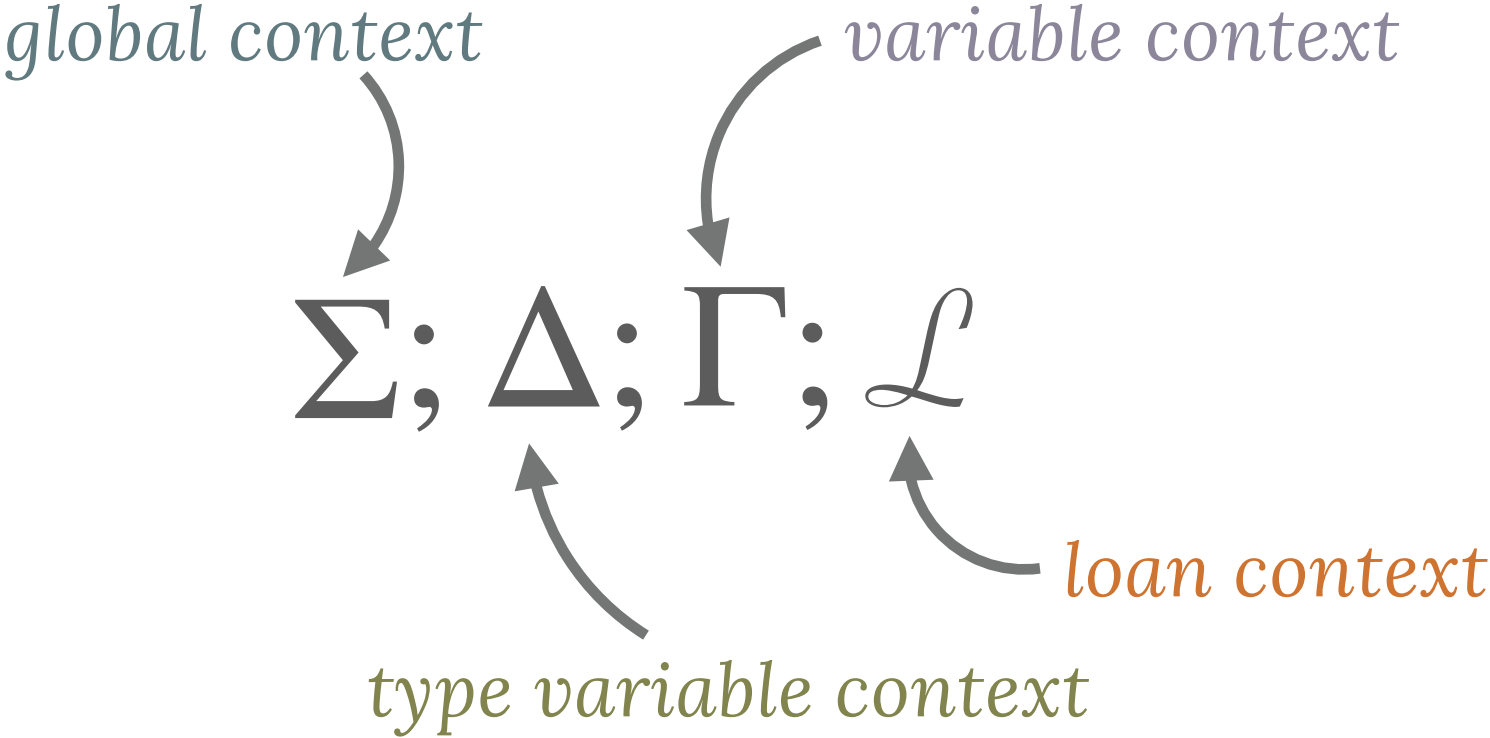 global context
variable context
Σ; Δ; Γ; ℒ
loan context
type variable context